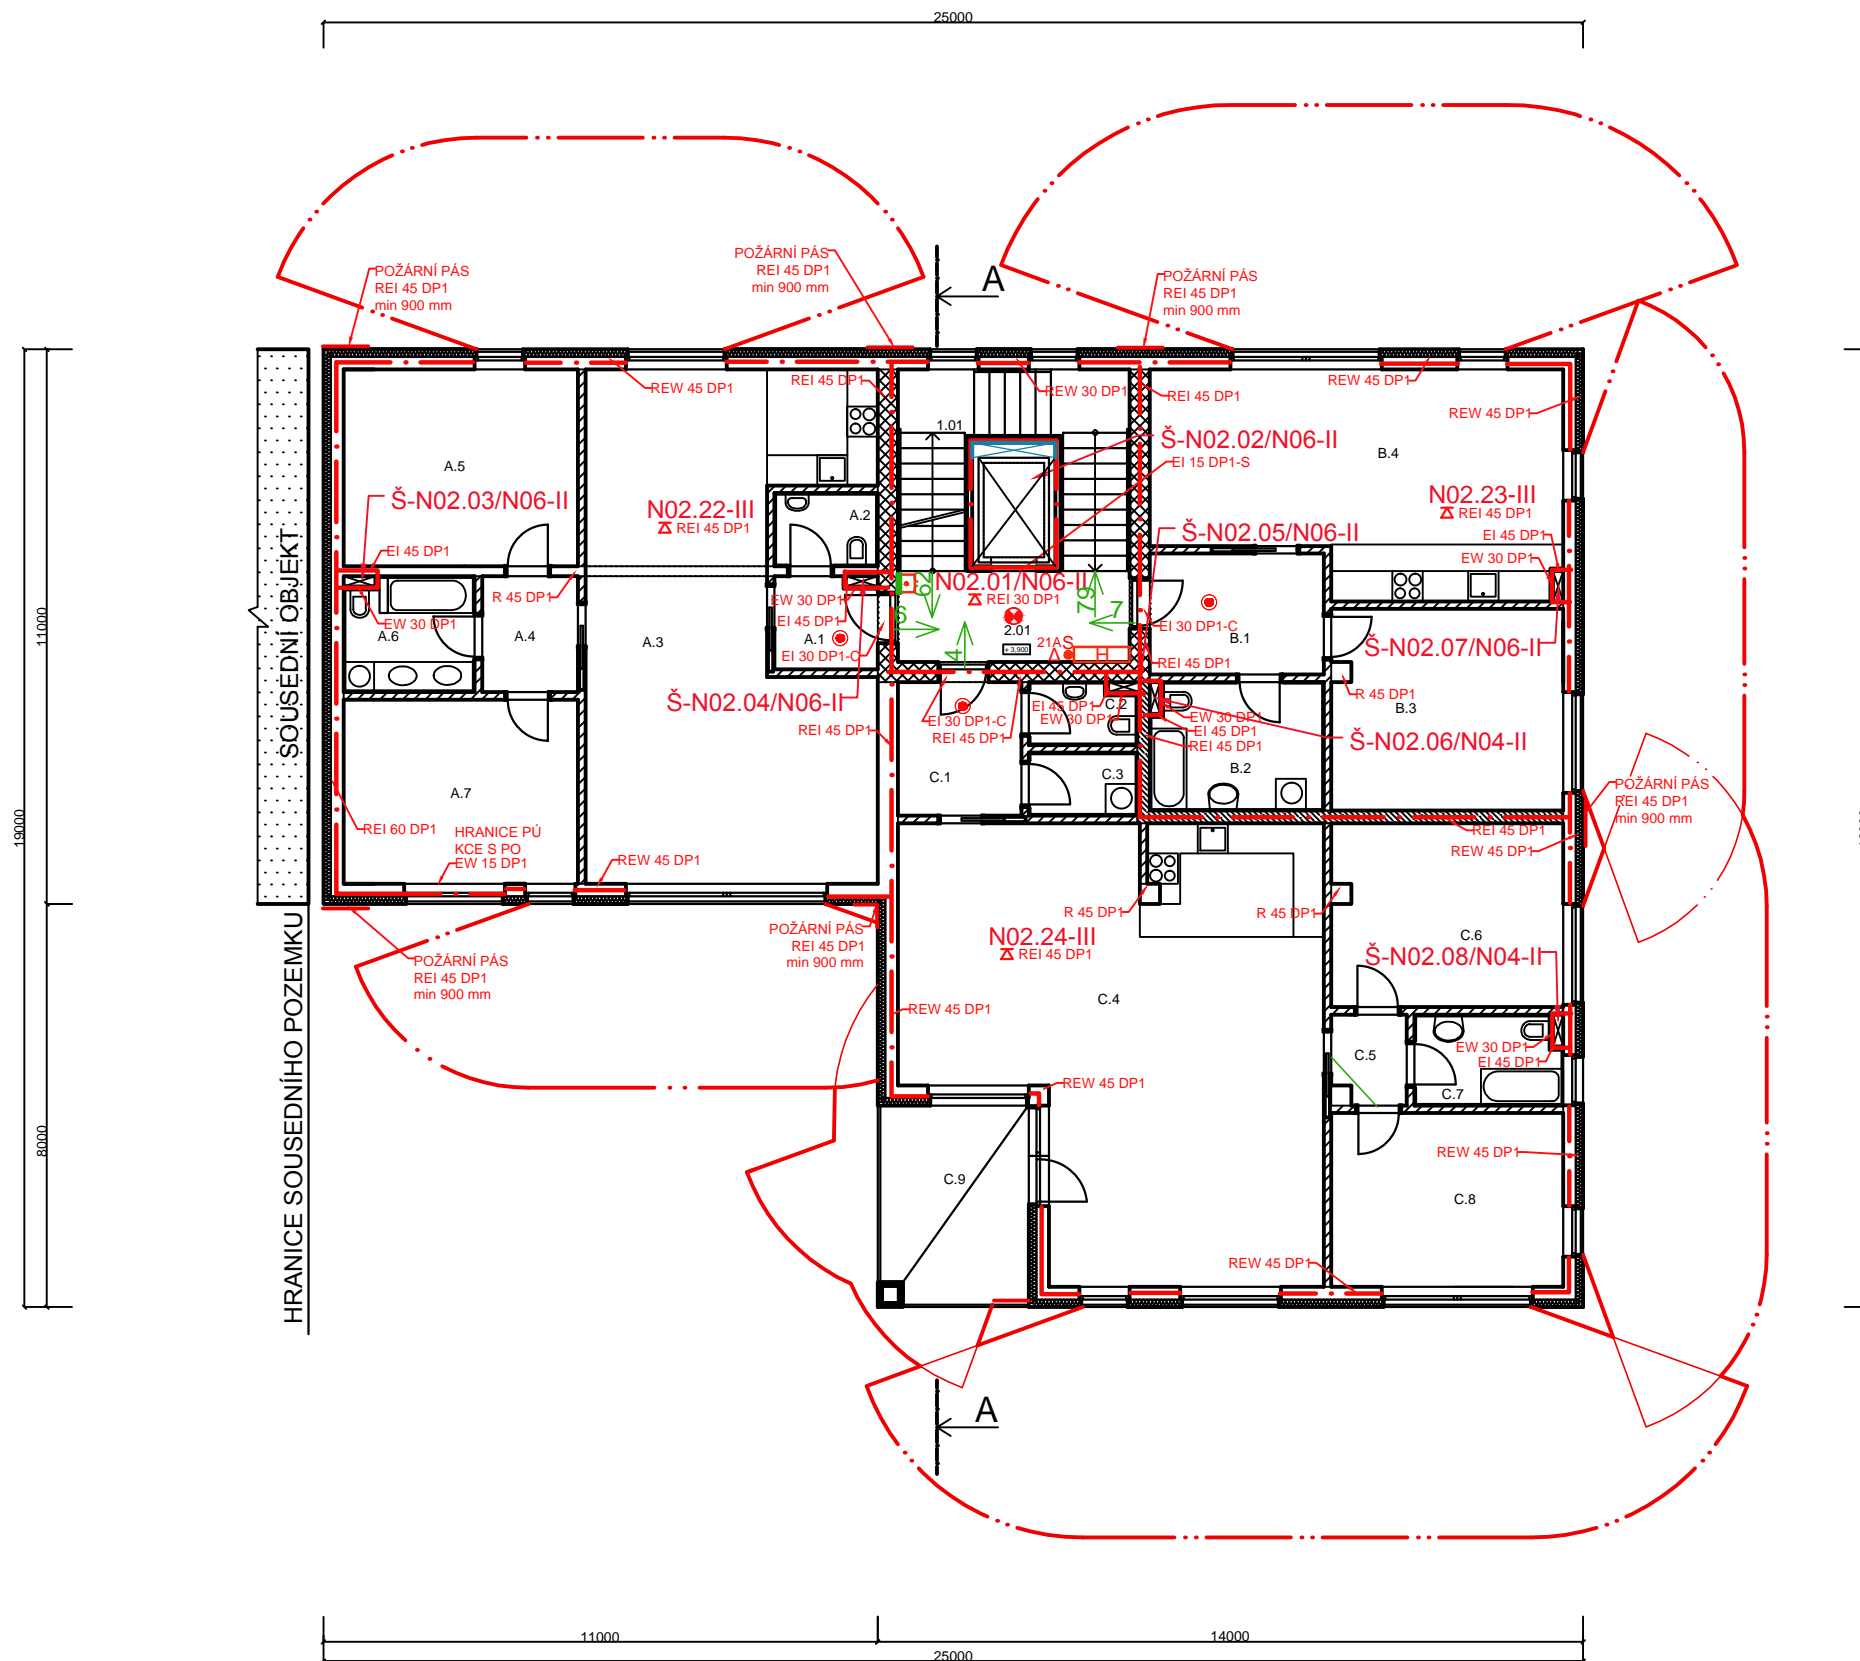 25000
POŽÁRNÍ PÁS
REI 45 DP1
min 900 mm
POŽÁRNÍ PÁS
REI 45 DP1
min 900 mm
A
POŽÁRNÍ PÁS
REI 45 DP1
min 900 mm
REW 45 DP1
REI 45 DP1
REW 30 DP1
REI 45 DP1
REW 45 DP1
REW 45 DP1
1.01
Š-N02.02/N06-II
EI 15 DP1-S
A.5
B.4
Š-N02.03/N06-II
N02.22-III
REI 45 DP1
A.2
N02.23-III
REI 45 DP1
Š-N02.05/N06-II
EI 45 DP1
EW 30 DP1
EI 45 DP1
R 45 DP1
EW 30 DP1
A.6
A.4
A.3
EW 30 DP1
EI 45 DP1
A.1
EI 30 DP1-C
62
S
N02.01/N06-II
REI 30 DP1
2.01
+ 3,900
21A
S
H
4
79
7
EI 30 DP1-C
B.1
REI 45 DP1
Š-N02.07/N06-II
R 45 DP1
B.3
Š-N02.04/N06-II
REI 45 DP1
EI 30 DP1-C
REI 45 DP1
EI 45 DP1
C.2
EW 30 DP1
EW 30 DP1
EI 45 DP1
REI 45 DP1
Š-N02.06/N04-II
B.2
C.1
C.3
A.7
REI 60 DP1
HRANICE PÚ
KCE S PO
EW 15 DP1
REW 45 DP1
POŽÁRNÍ PÁS
REI 45 DP1
min 900 mm
REI 45 DP1
REW 45 DP1
R 45 DP1
R 45 DP1
POŽÁRNÍ PÁS
REI 45 DP1
min 900 mm
POŽÁRNÍ PÁS
REI 45 DP1
min 900 mm
N02.24-III
REI 45 DP1
C.6
Š-N02.08/N04-II
C.4
REW 45 DP1
EW 30 DP1
EI 45 DP1
C.5
C.7
REW 45 DP1
REW 45 DP1
C.9
C.8
REW 45 DP1
A
SOUSEDNÍ OBJEKT
HRANICE SOUSEDNÍHO POZEMKU
11000
19000
8000
11000
14000
25000